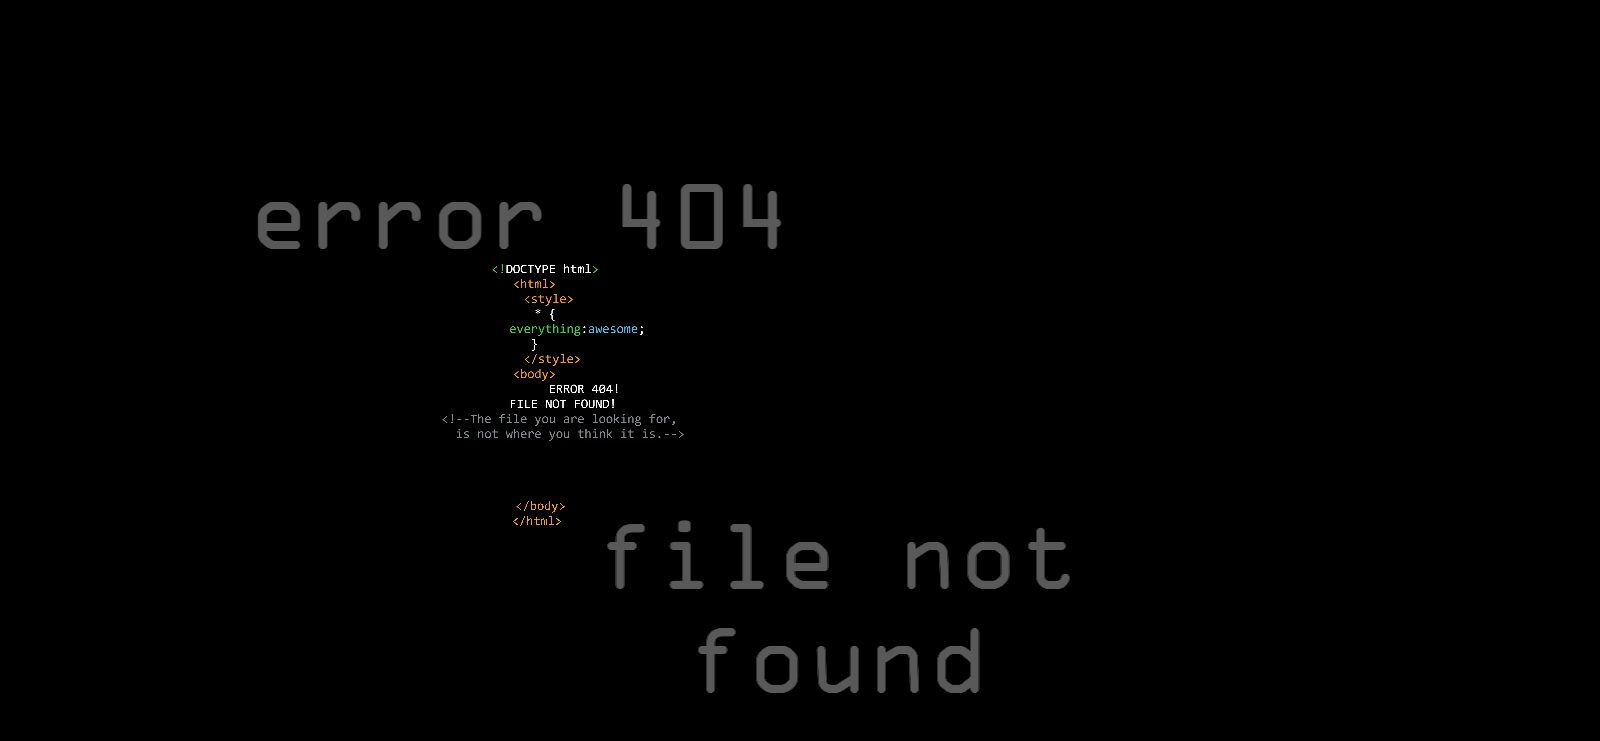 error 404
<!DOCTYPE html>
<html>
<style>
* {
everything:awesome;
}
</style>
<body>
ERROR 404!
FILE NOT FOUND!
<!--The file you are looking for,
is not where you think it is.-->
</body>
</html>
file not
found